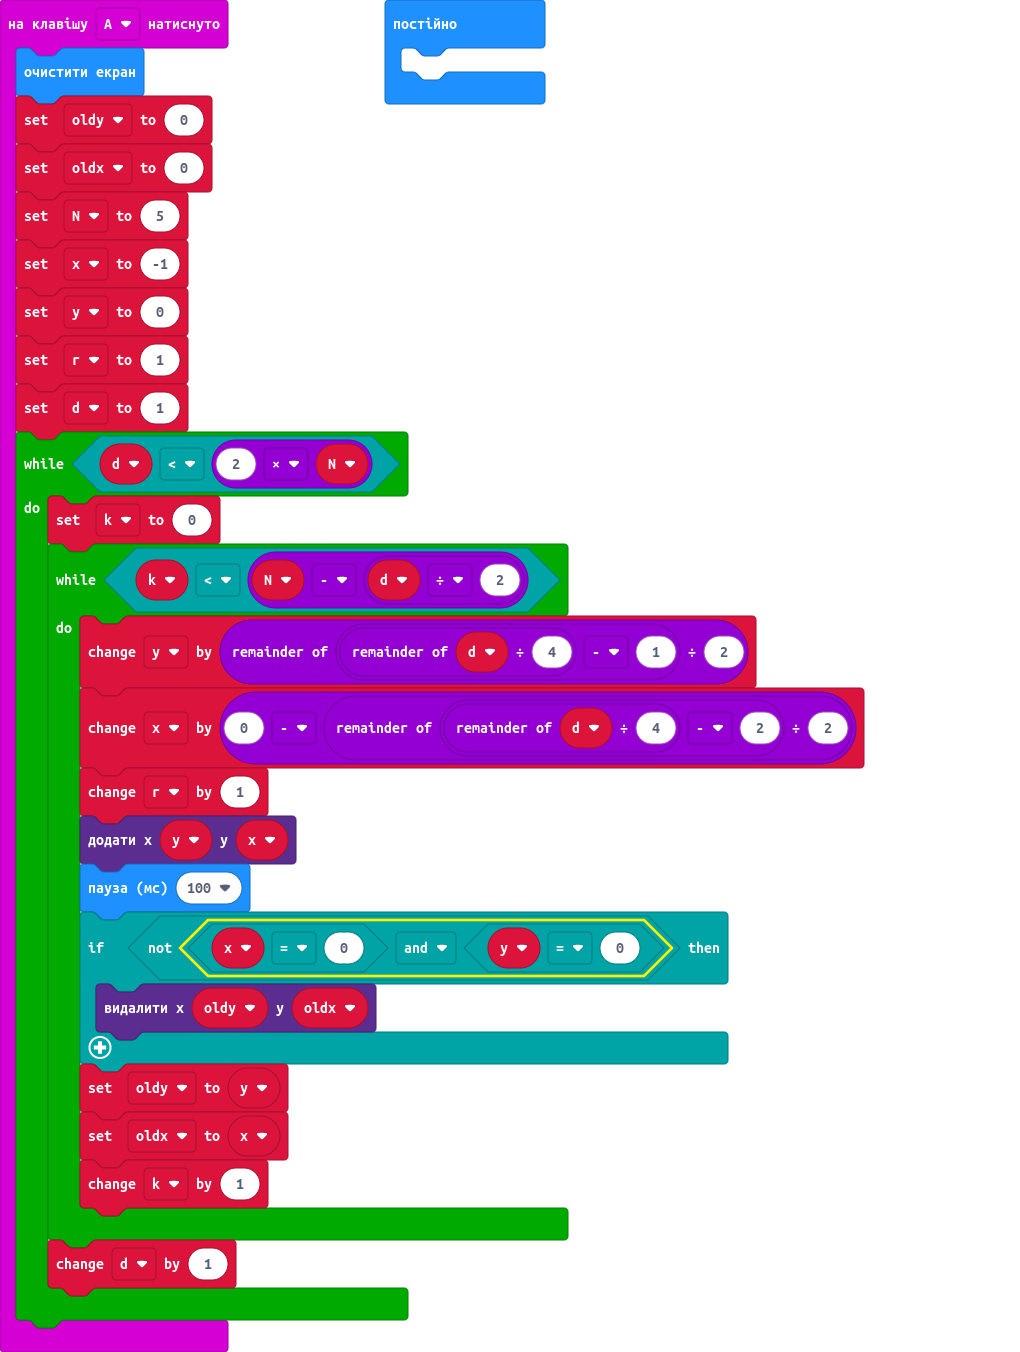 на клавішу A натиснуто
постійно
очистити екран
set oldy to 0
set oldx to 0
set N to 5
set x to -1
set y to 0
set r to 1
set d to 1
while d < 2 × N
do
set k to 0
while k < N - d ÷ 2
do
change y by remainder of remainder of d ÷ 4 - 1 ÷ 2
change x by 0 - remainder of remainder of d ÷ 4 - 2 ÷ 2
change r by 1
додати x y y x
пауза (мс) 100
if not x = 0 and y = 0 then
видалити x oldy y oldx
set oldy to y
set oldx to x
change k by 1
change d by 1